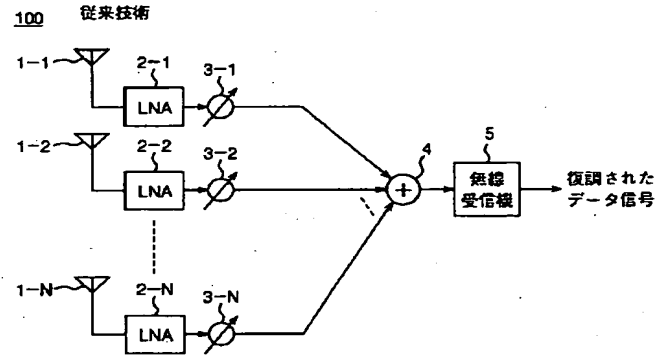 100 従来技術
1-1
2-1
3-1
LNA
1-2
2-2
3-2
LNA
4
+
5
無線
受信機
復調された
データ信号
1-N
2-N
3-N
LNA